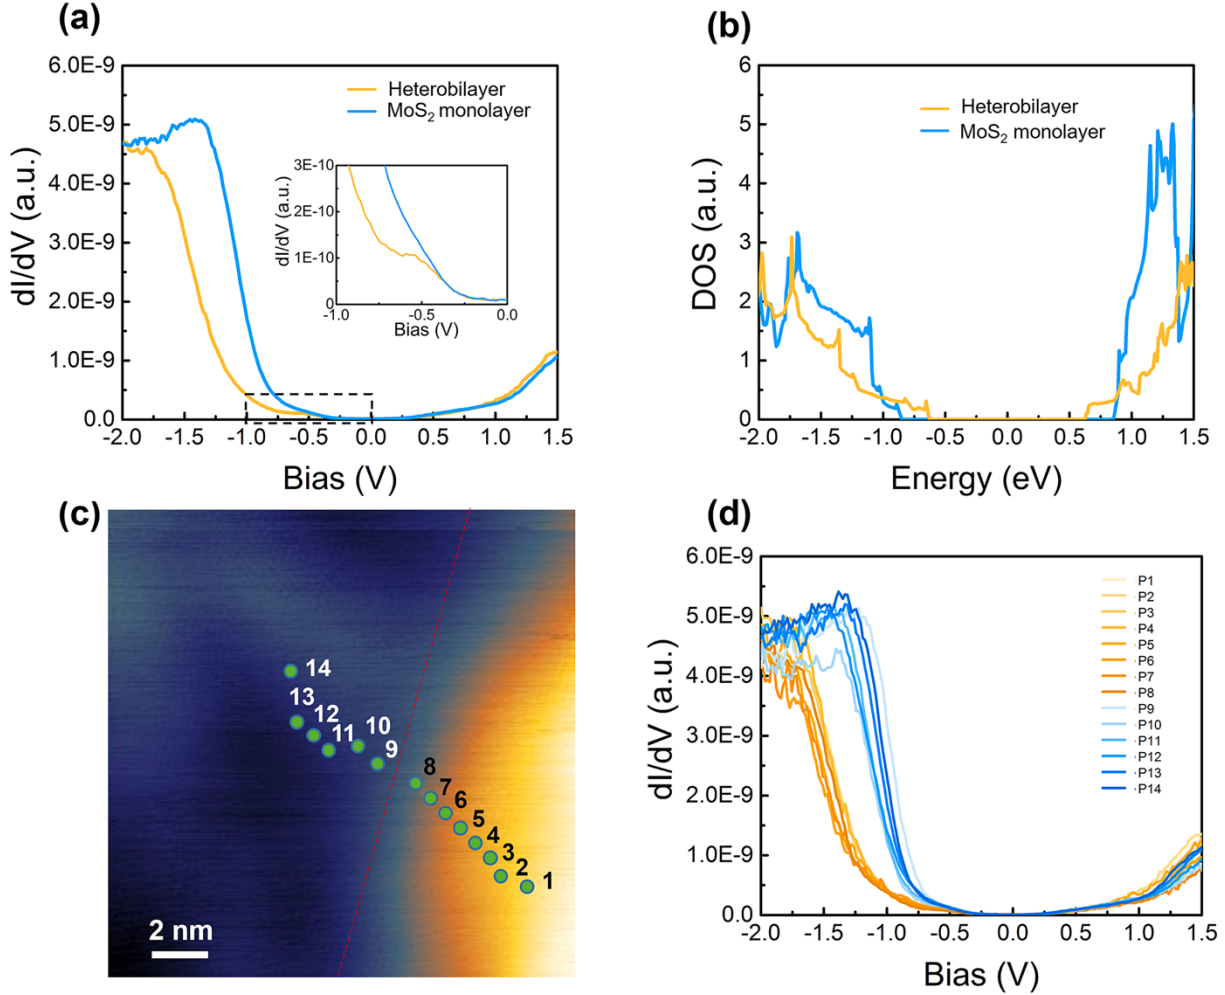 (a)
6.0E-9
5.0E-9
4.0E-9
3.0E-9
2.0E-9
1.0E-9
0.0
dI/dV (a.u.)
Heterobilayer
MoS₂ monolayer
3E-10
2E-10
1E-10
0
dI/dV (a.u.)
-1.0 -0.5 0.0
Bias (V)
-2.0 -1.5 -1.0 -0.5 0.0 0.5 1.0 1.5
Bias (V)
(b)
6
5
4
3
2
1
0
DOS (a.u.)
Heterobilayer
MoS₂ monolayer
-2.0 -1.5 -1.0 -0.5 0.0 0.5 1.0 1.5
Energy (eV)
(c)
14
13
12
11
10
9
8
7
6
5
4
3
2
1
2 nm
(d)
6.0E-9
5.0E-9
4.0E-9
3.0E-9
2.0E-9
1.0E-9
0.0
dI/dV (a.u.)
P1
P2
P3
P4
P5
P6
P7
P8
P9
P10
P11
P12
P13
P14
-2.0 -1.5 -1.0 -0.5 0.0 0.5 1.0 1.5
Bias (V)